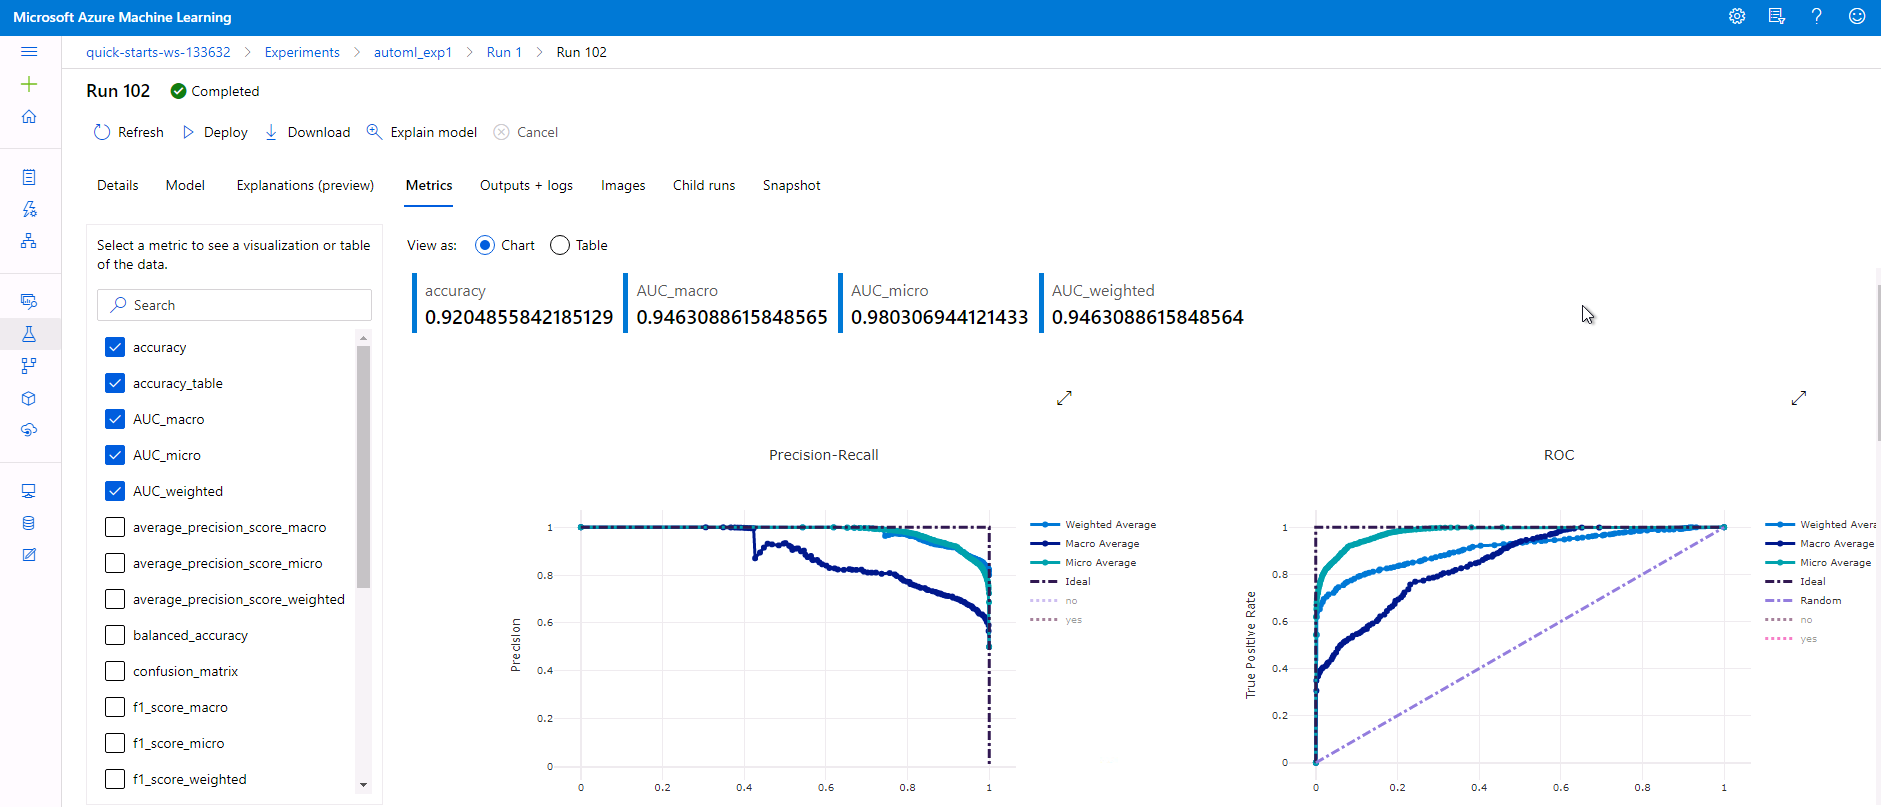 Microsoft Azure Machine Learning
quick-starts-ws-133632 > Experiments > automl_exp1 > Run 1 > Run 102
Run 102 Completed
Refresh Deploy Download Explain model Cancel
Details Model Explanations (preview) Metrics Outputs + logs Images Child runs Snapshot
Select a metric to see a visualization or table
of the data.
Search
accuracy
accuracy_table
AUC_macro
AUC_micro
AUC_weighted
average_precision_score_macro
average_precision_score_micro
average_precision_score_weighted
balanced_accuracy
confusion_matrix
f1_score_macro
f1_score_micro
f1_score_weighted
View as: Chart Table
accuracy AUC_macro AUC_micro AUC_weighted
0.9204855842185129 0.9463088615848565 0.980306944121433 0.9463088615848564
Precision-Recall
Precision
1
0.8
0.6
0.4
0.2
0
0 0.2 0.4 0.6 0.8 1
Weighted Average
Macro Average
Micro Average
Ideal
no
yes
ROC
True Positive Rate
1
0.8
0.6
0.4
0.2
0
0 0.2 0.4 0.6 0.8 1
Weighted Avera
Macro Average
Micro Average
Ideal
Random
no
yes